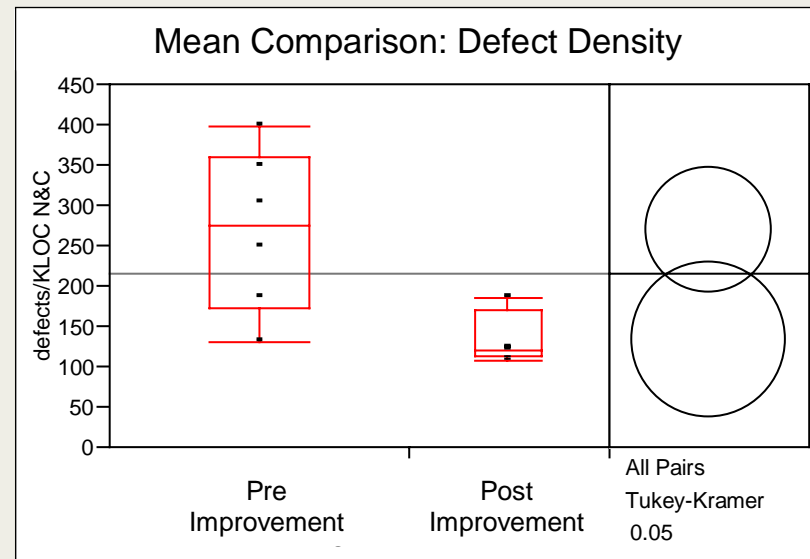 Mean Comparison: Defect Density
defects/KLOC N&C
450
400
350
300
250
200
150
100
50
0
Pre
Improvement
Post
Improvement
All Pairs
Tukey-Kramer
0.05